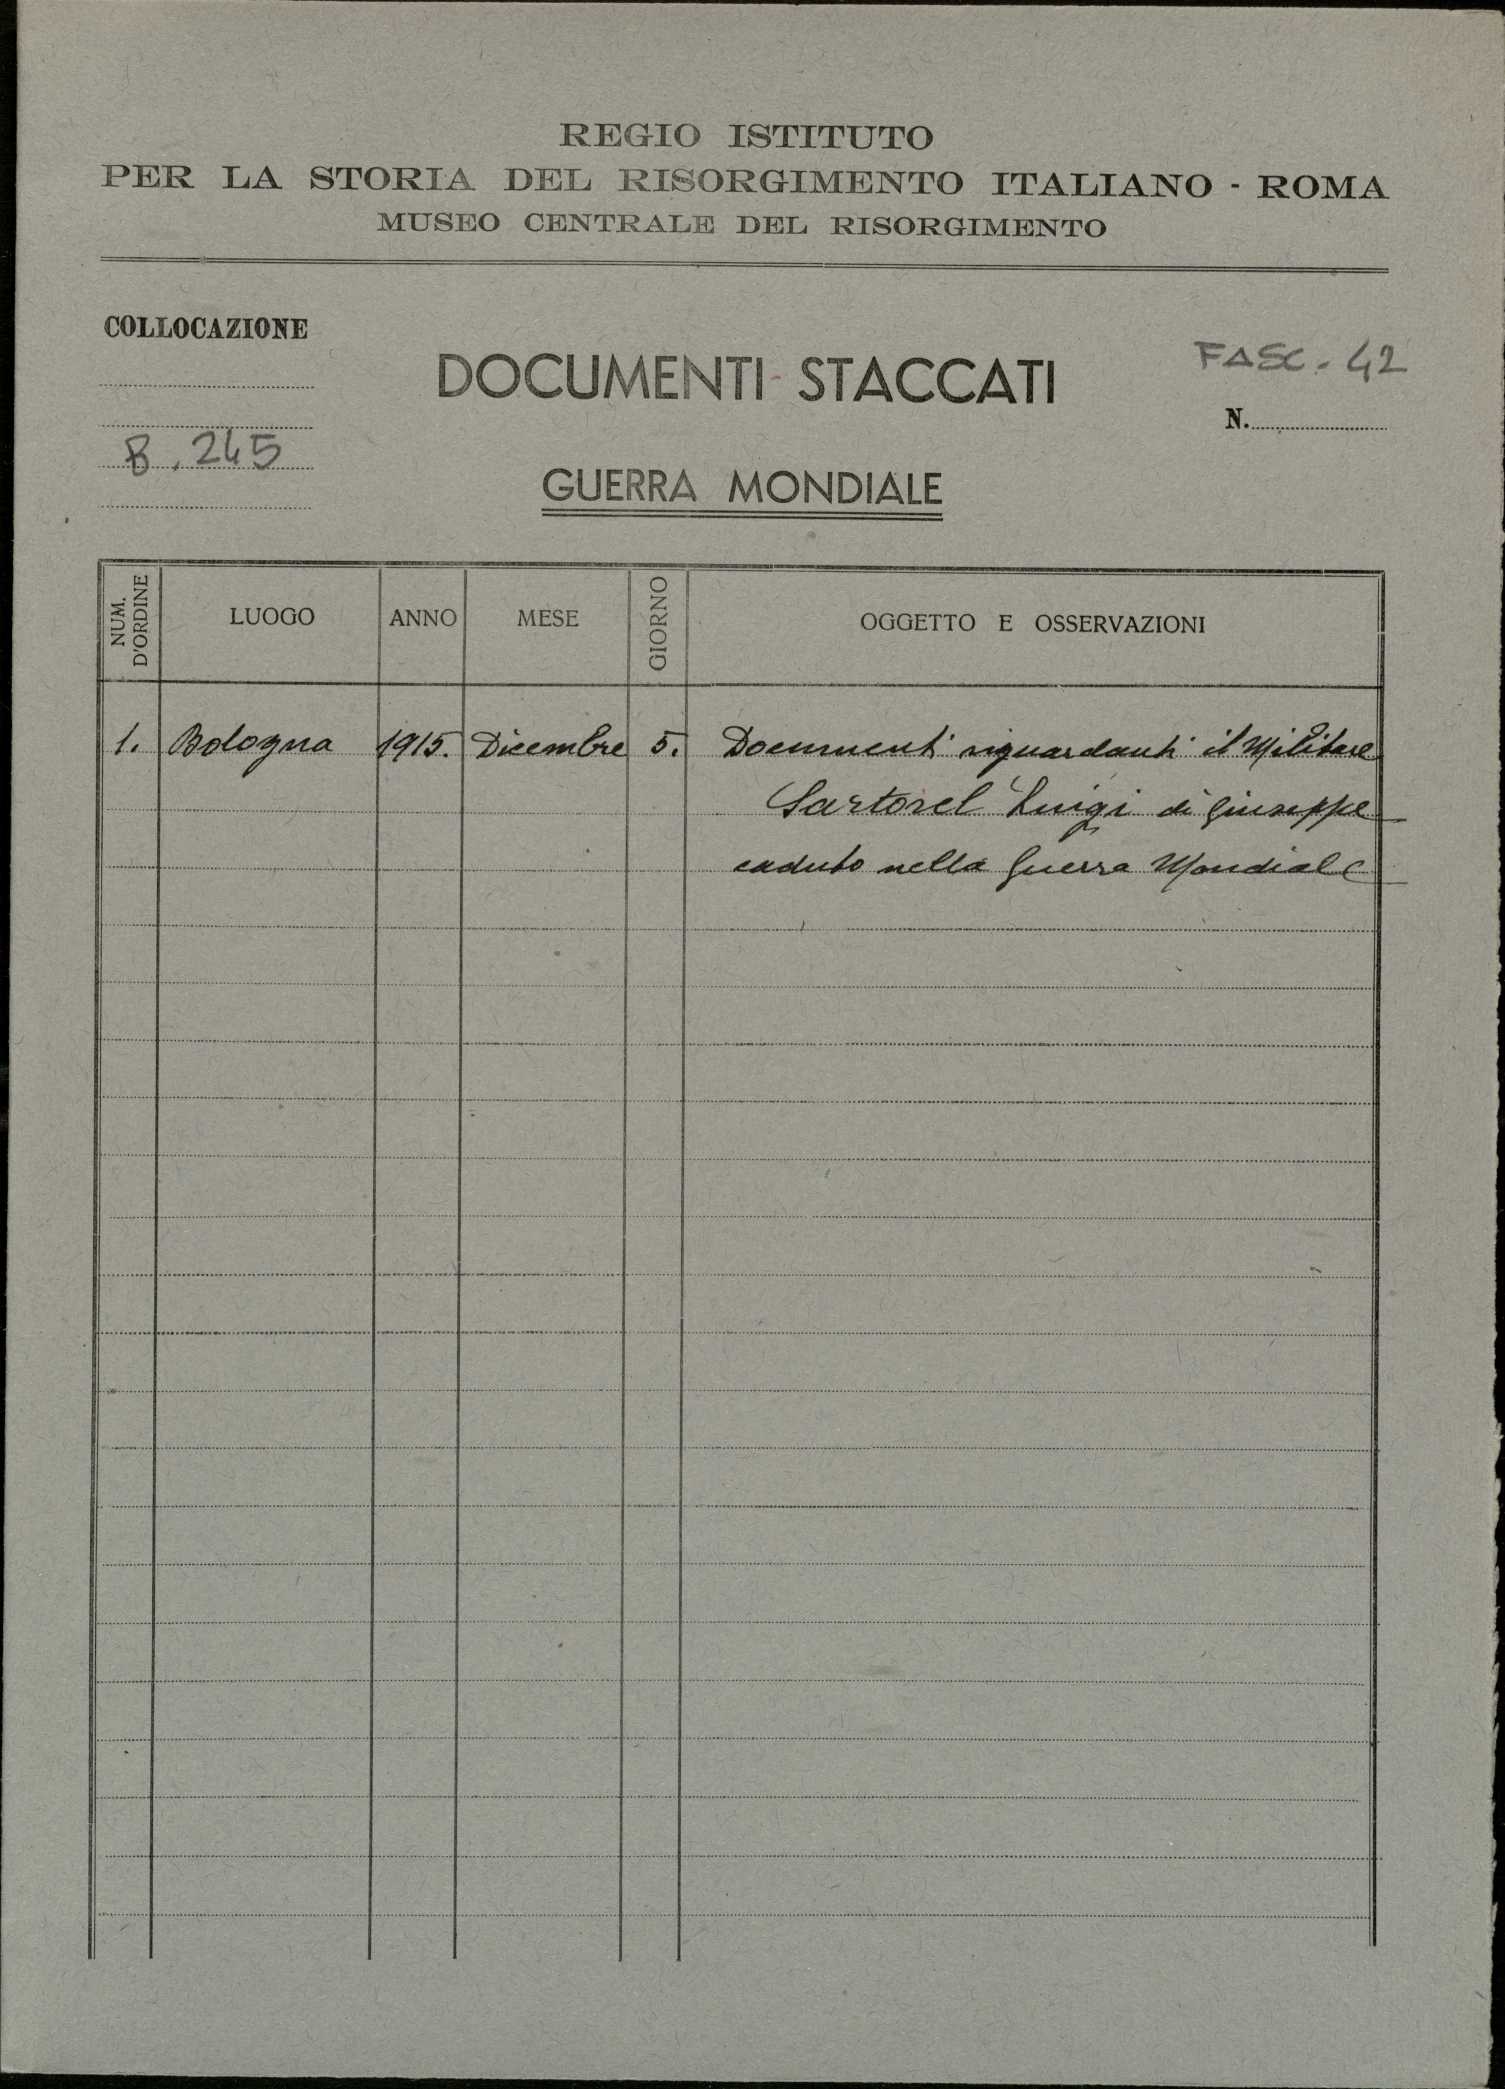 REGIO ISTITUTO
PER LA STORIA DEL RISORGIMENTO ITALIANO - ROMA
MUSEO CENTRALE DEL RISORGIMENTO
COLLOCAZIONE
B. 245
DOCUMENTI STACCATI
GUERRA MONDIALE
FASC. 42
N.
NUM. D'ORDINE LUOGO ANNO MESE GIORNO OGGETTO E OSSERVAZIONI
1. Bologna 1915. Dicembre 5. Documenti riguardanti il Militare
Sartorel Luigi di Giuseppe
caduto nella Guerra Mondiale